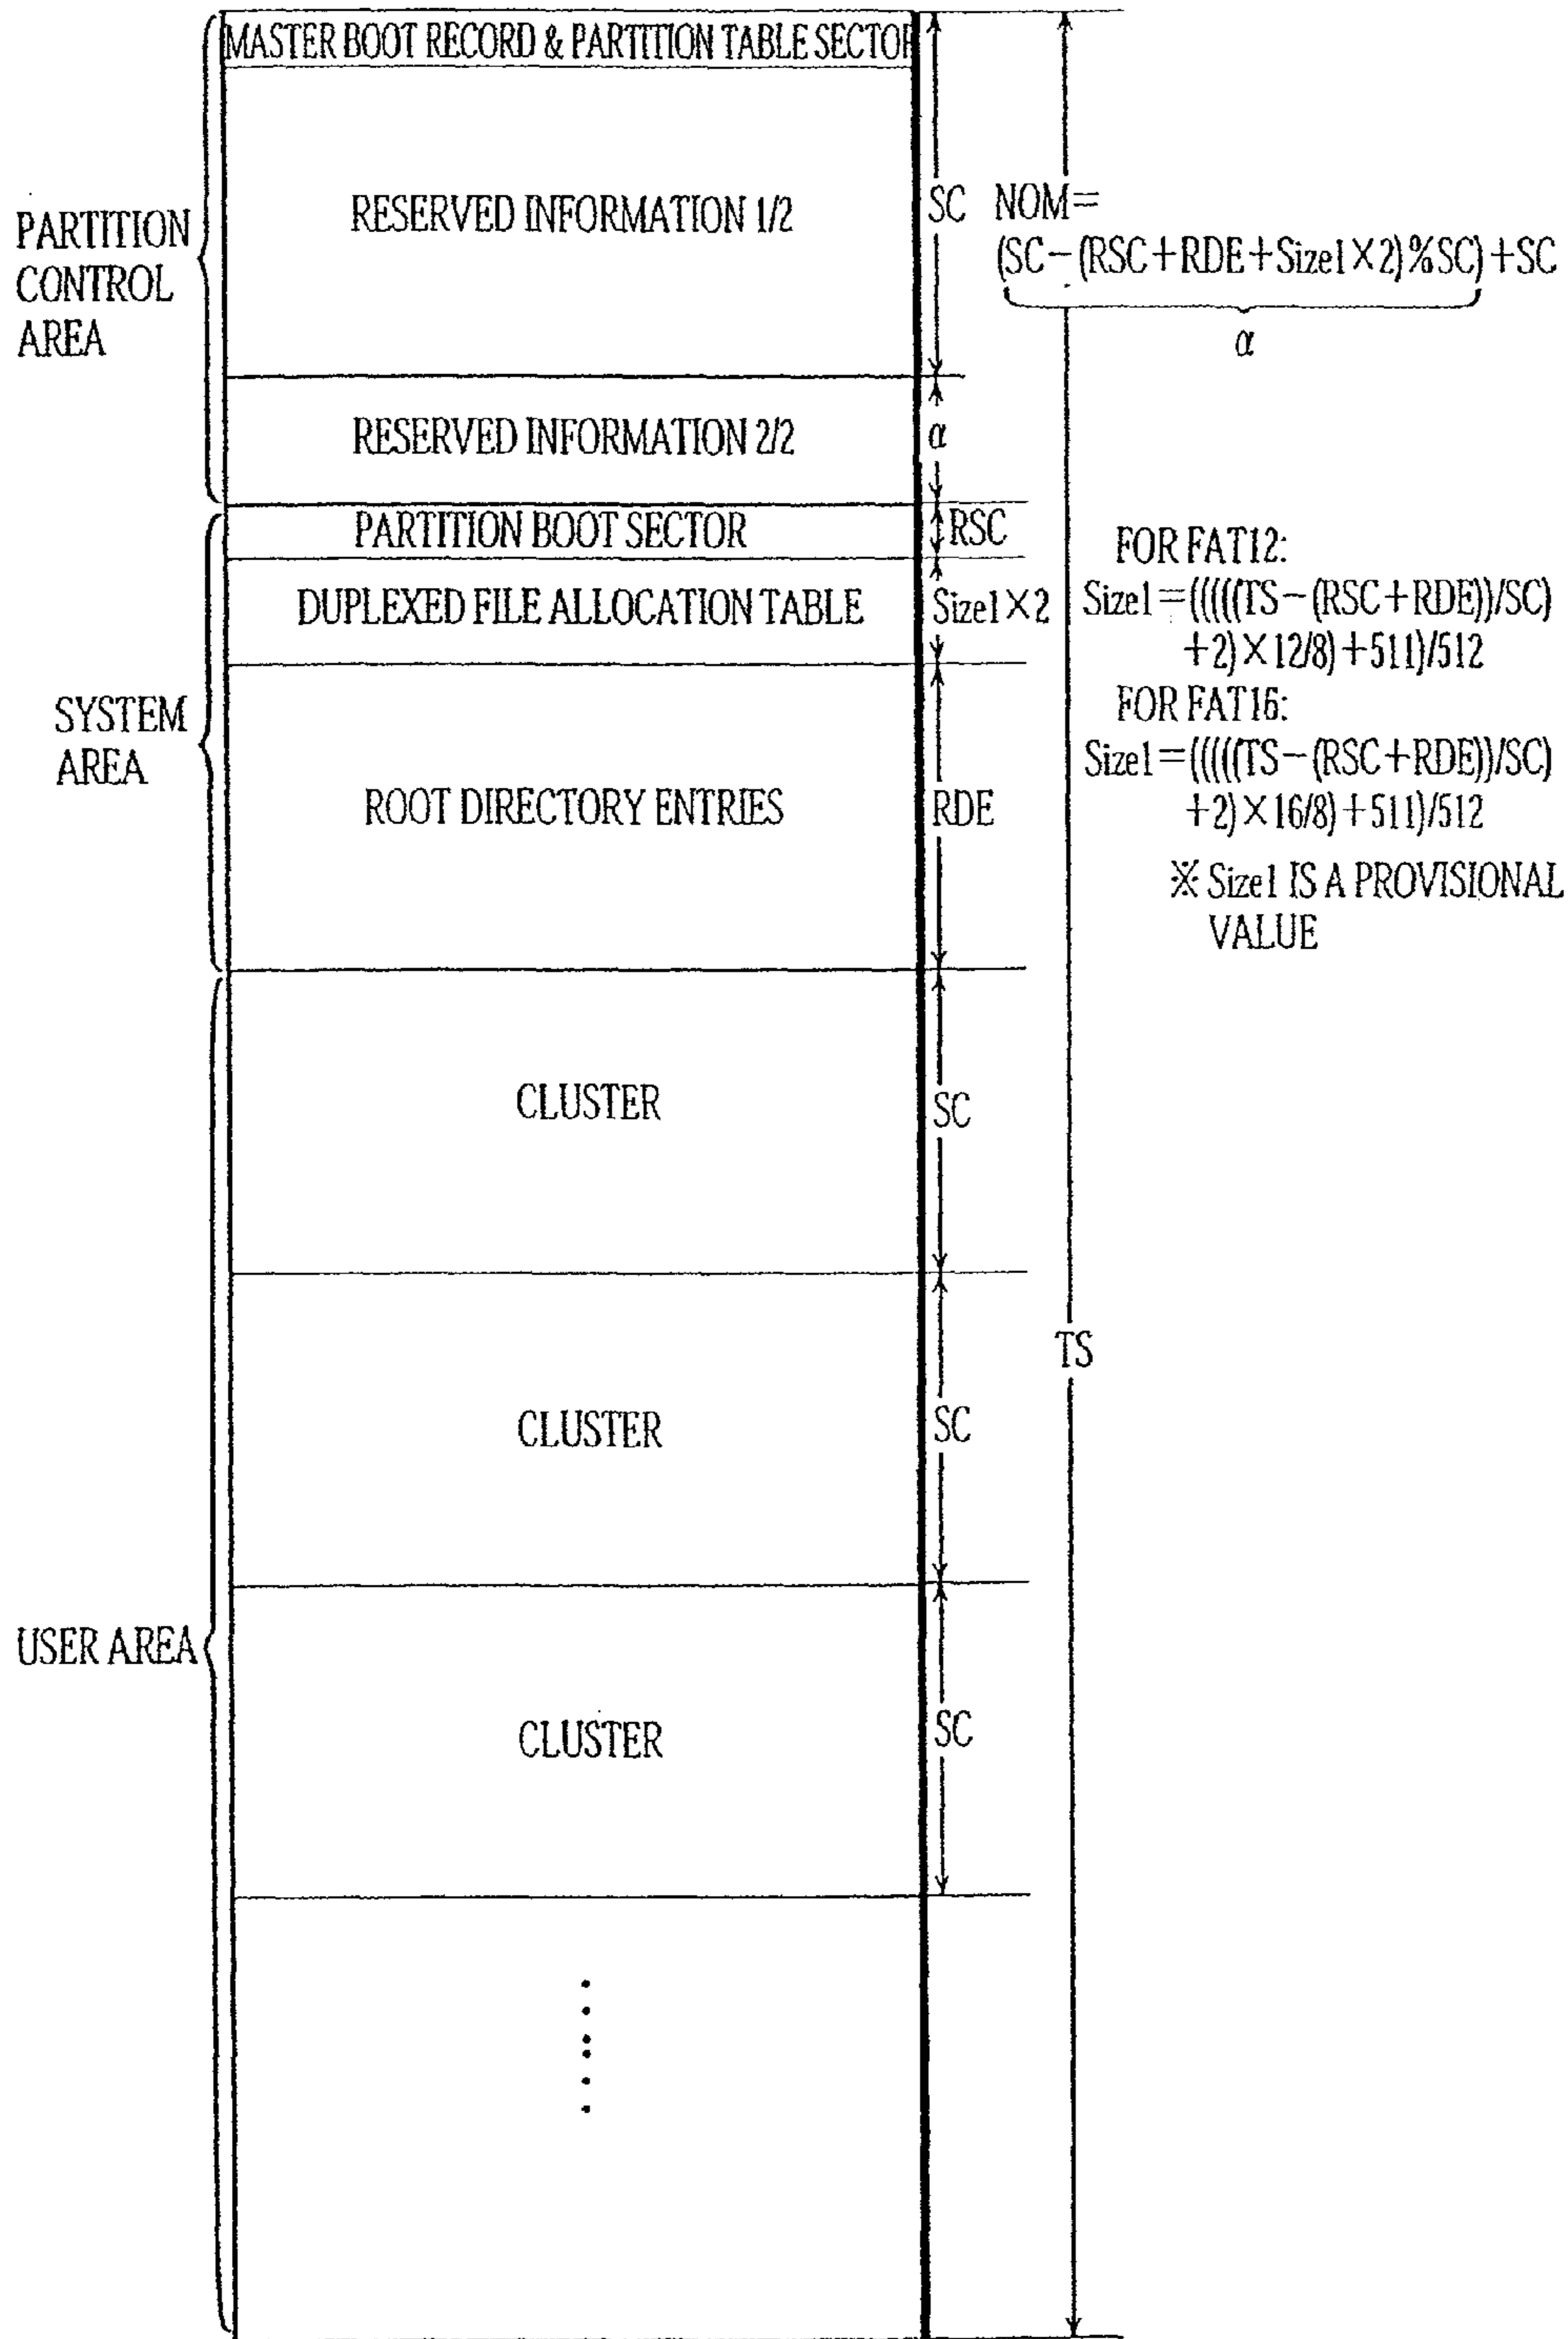 MASTER BOOT RECORD & PARTITION TABLE SECTOR
PARTITION
CONTROL
AREA
RESERVED INFORMATION 1/2
SC
NOM=
(SC-(RSC+RDE+Size1×2)%SC)+SC
α
RESERVED INFORMATION 2/2
α
PARTITION BOOT SECTOR
RSC
DUPLEXED FILE ALLOCATION TABLE
Size1×2
FOR FAT12:
Size1=(((((TS-(RSC+RDE))/SC)
+2)×12/8)+511)/512
FOR FAT16:
Size1=(((((TS-(RSC+RDE))/SC)
+2)×16/8)+511)/512
※ Size1 IS A PROVISIONAL
VALUE
SYSTEM
AREA
ROOT DIRECTORY ENTRIES
RDE
CLUSTER
SC
TS
CLUSTER
SC
USER AREA
CLUSTER
SC